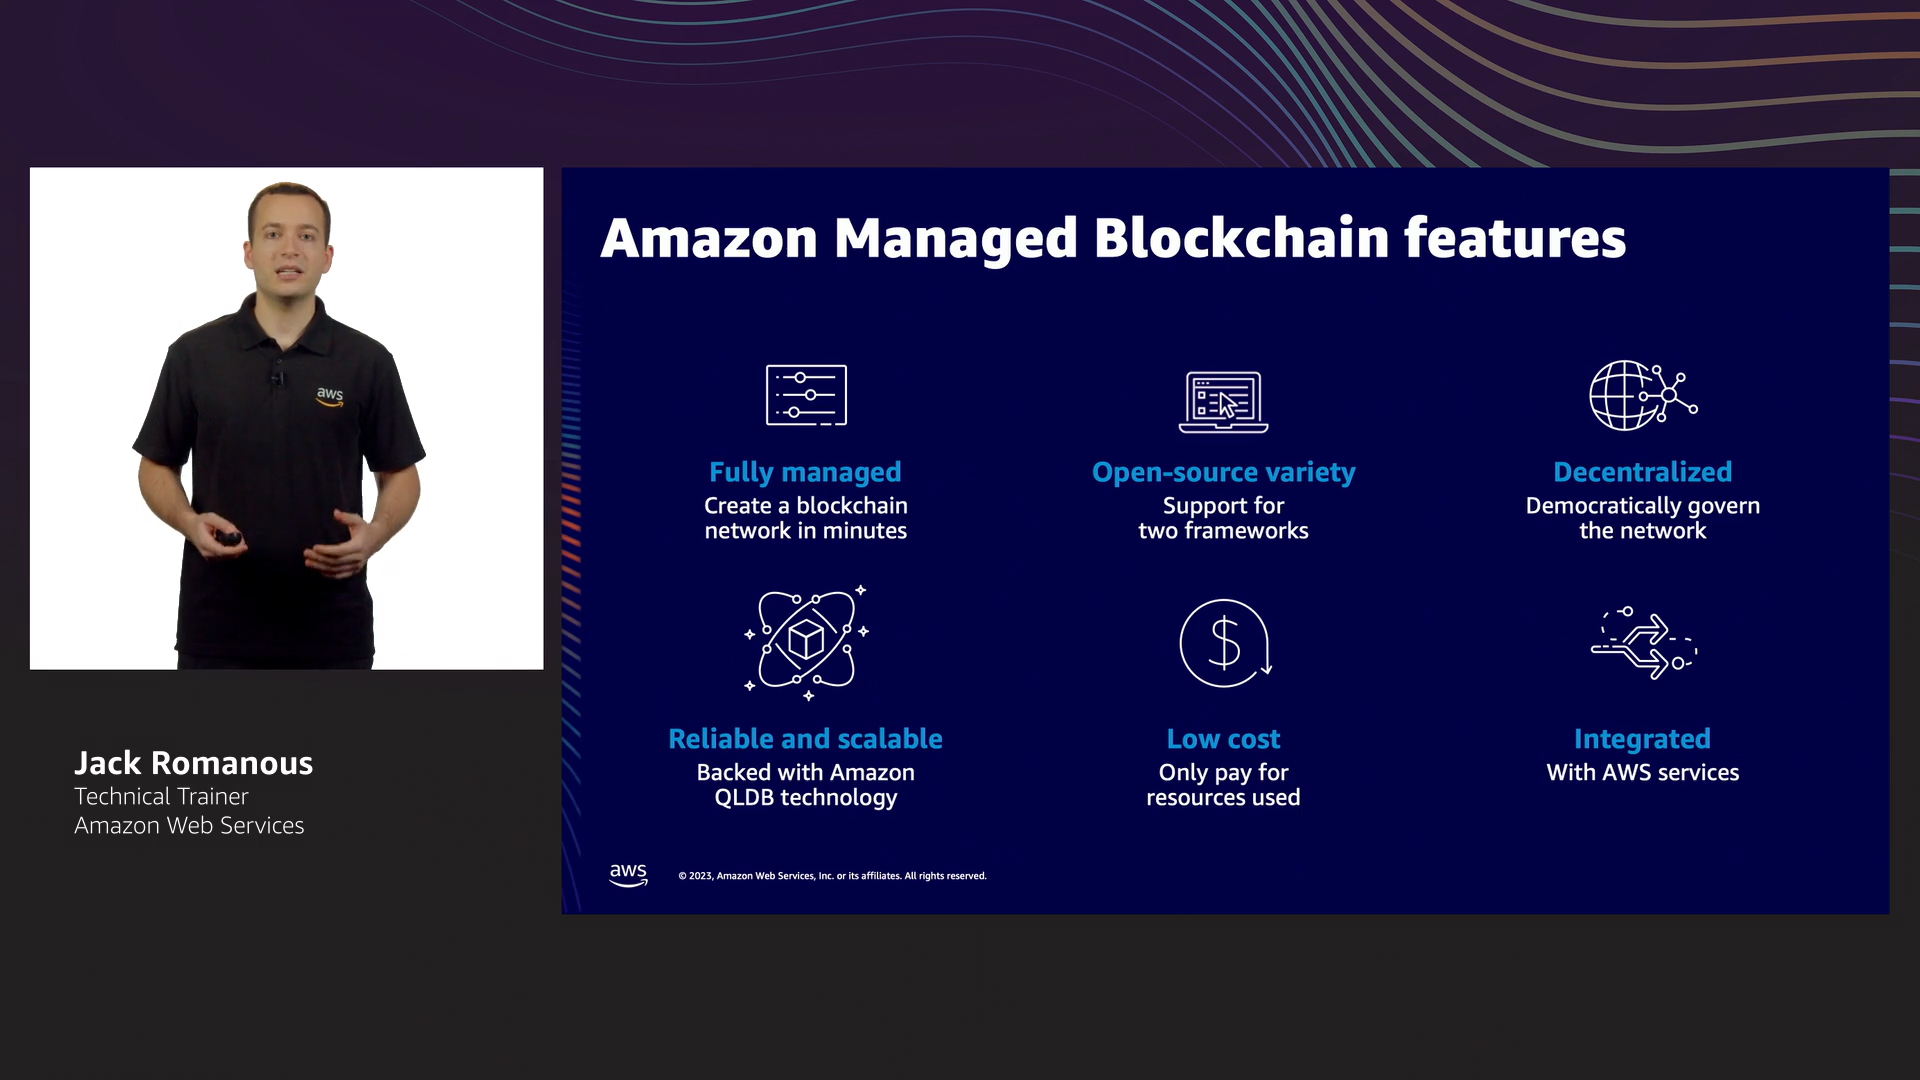 Amazon Managed Blockchain features
Fully managed
Create a blockchain
network in minutes
Open-source variety
Support for
two frameworks
Decentralized
Democratically govern
the network
Reliable and scalable
Backed with Amazon
QLDB technology
Low cost
Only pay for
resources used
Integrated
With AWS services
aws
© 2023, Amazon Web Services, Inc. or its affiliates. All rights reserved.
aws
Jack Romanous
Technical Trainer
Amazon Web Services